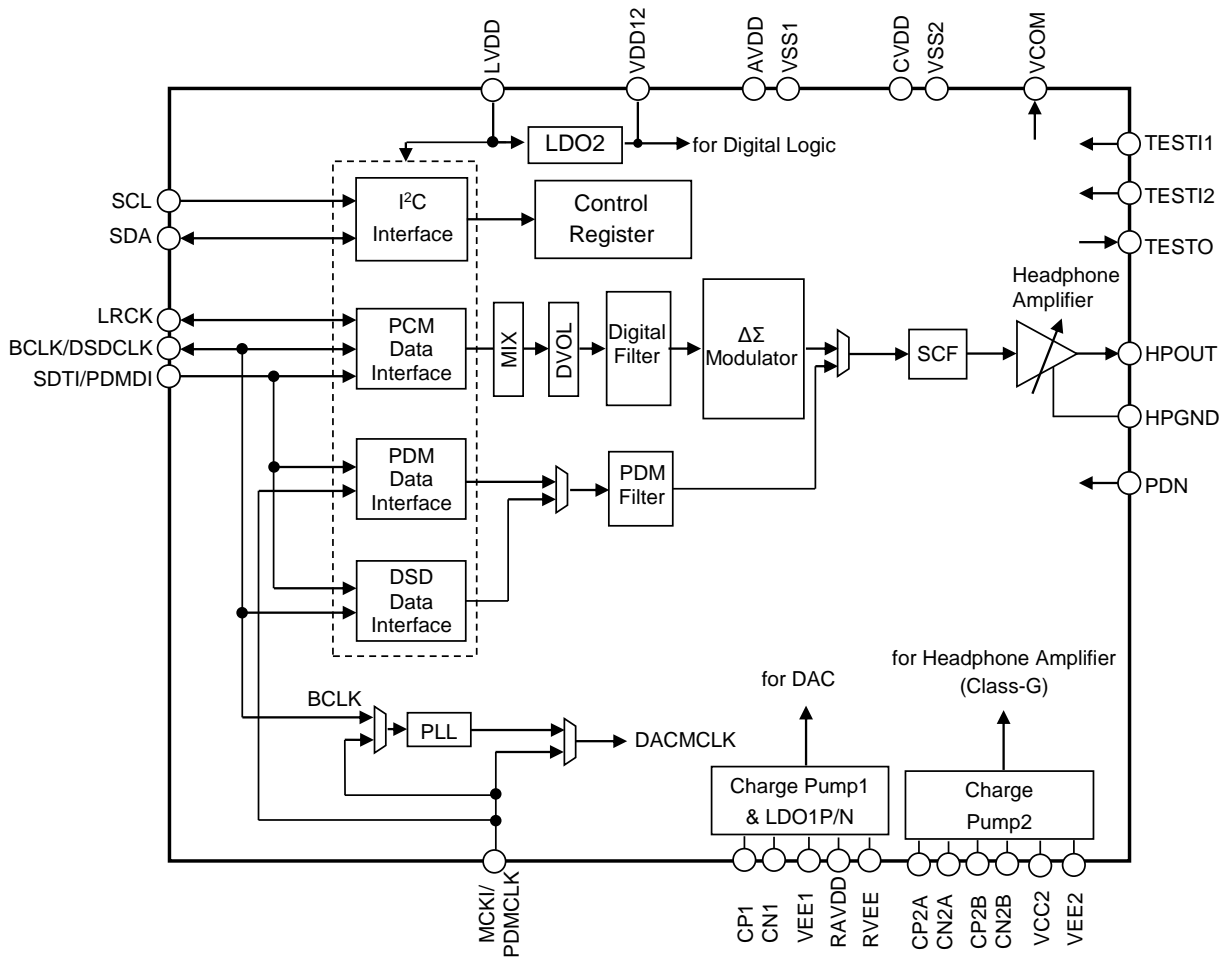 LVDD
VDD12
AVDD
VSS1
CVDD
VSS2
VCOM
LDO2
for Digital Logic
TESTI1
TESTI2
TESTO
SCL
SDA
I²C
Interface
Control
Register
LRCK
BCLK/DSDCLK
SDTI/PDMDI
PCM
Data
Interface
MIX
DVOL
Digital
Filter
ΔΣ
Modulator
SCF
Headphone
Amplifier
HPOUT
HPGND
PDN
PDM
Data
Interface
PDM
Filter
DSD
Data
Interface
BCLK
PLL
DACMCLK
for DAC
for Headphone Amplifier
(Class-G)
Charge Pump1
& LDO1P/N
Charge
Pump2
MCKI/
PDMCLK
CP1
CN1
VEE1
RAVDD
RVEE
CP2A
CN2A
CP2B
CN2B
VCC2
VEE2